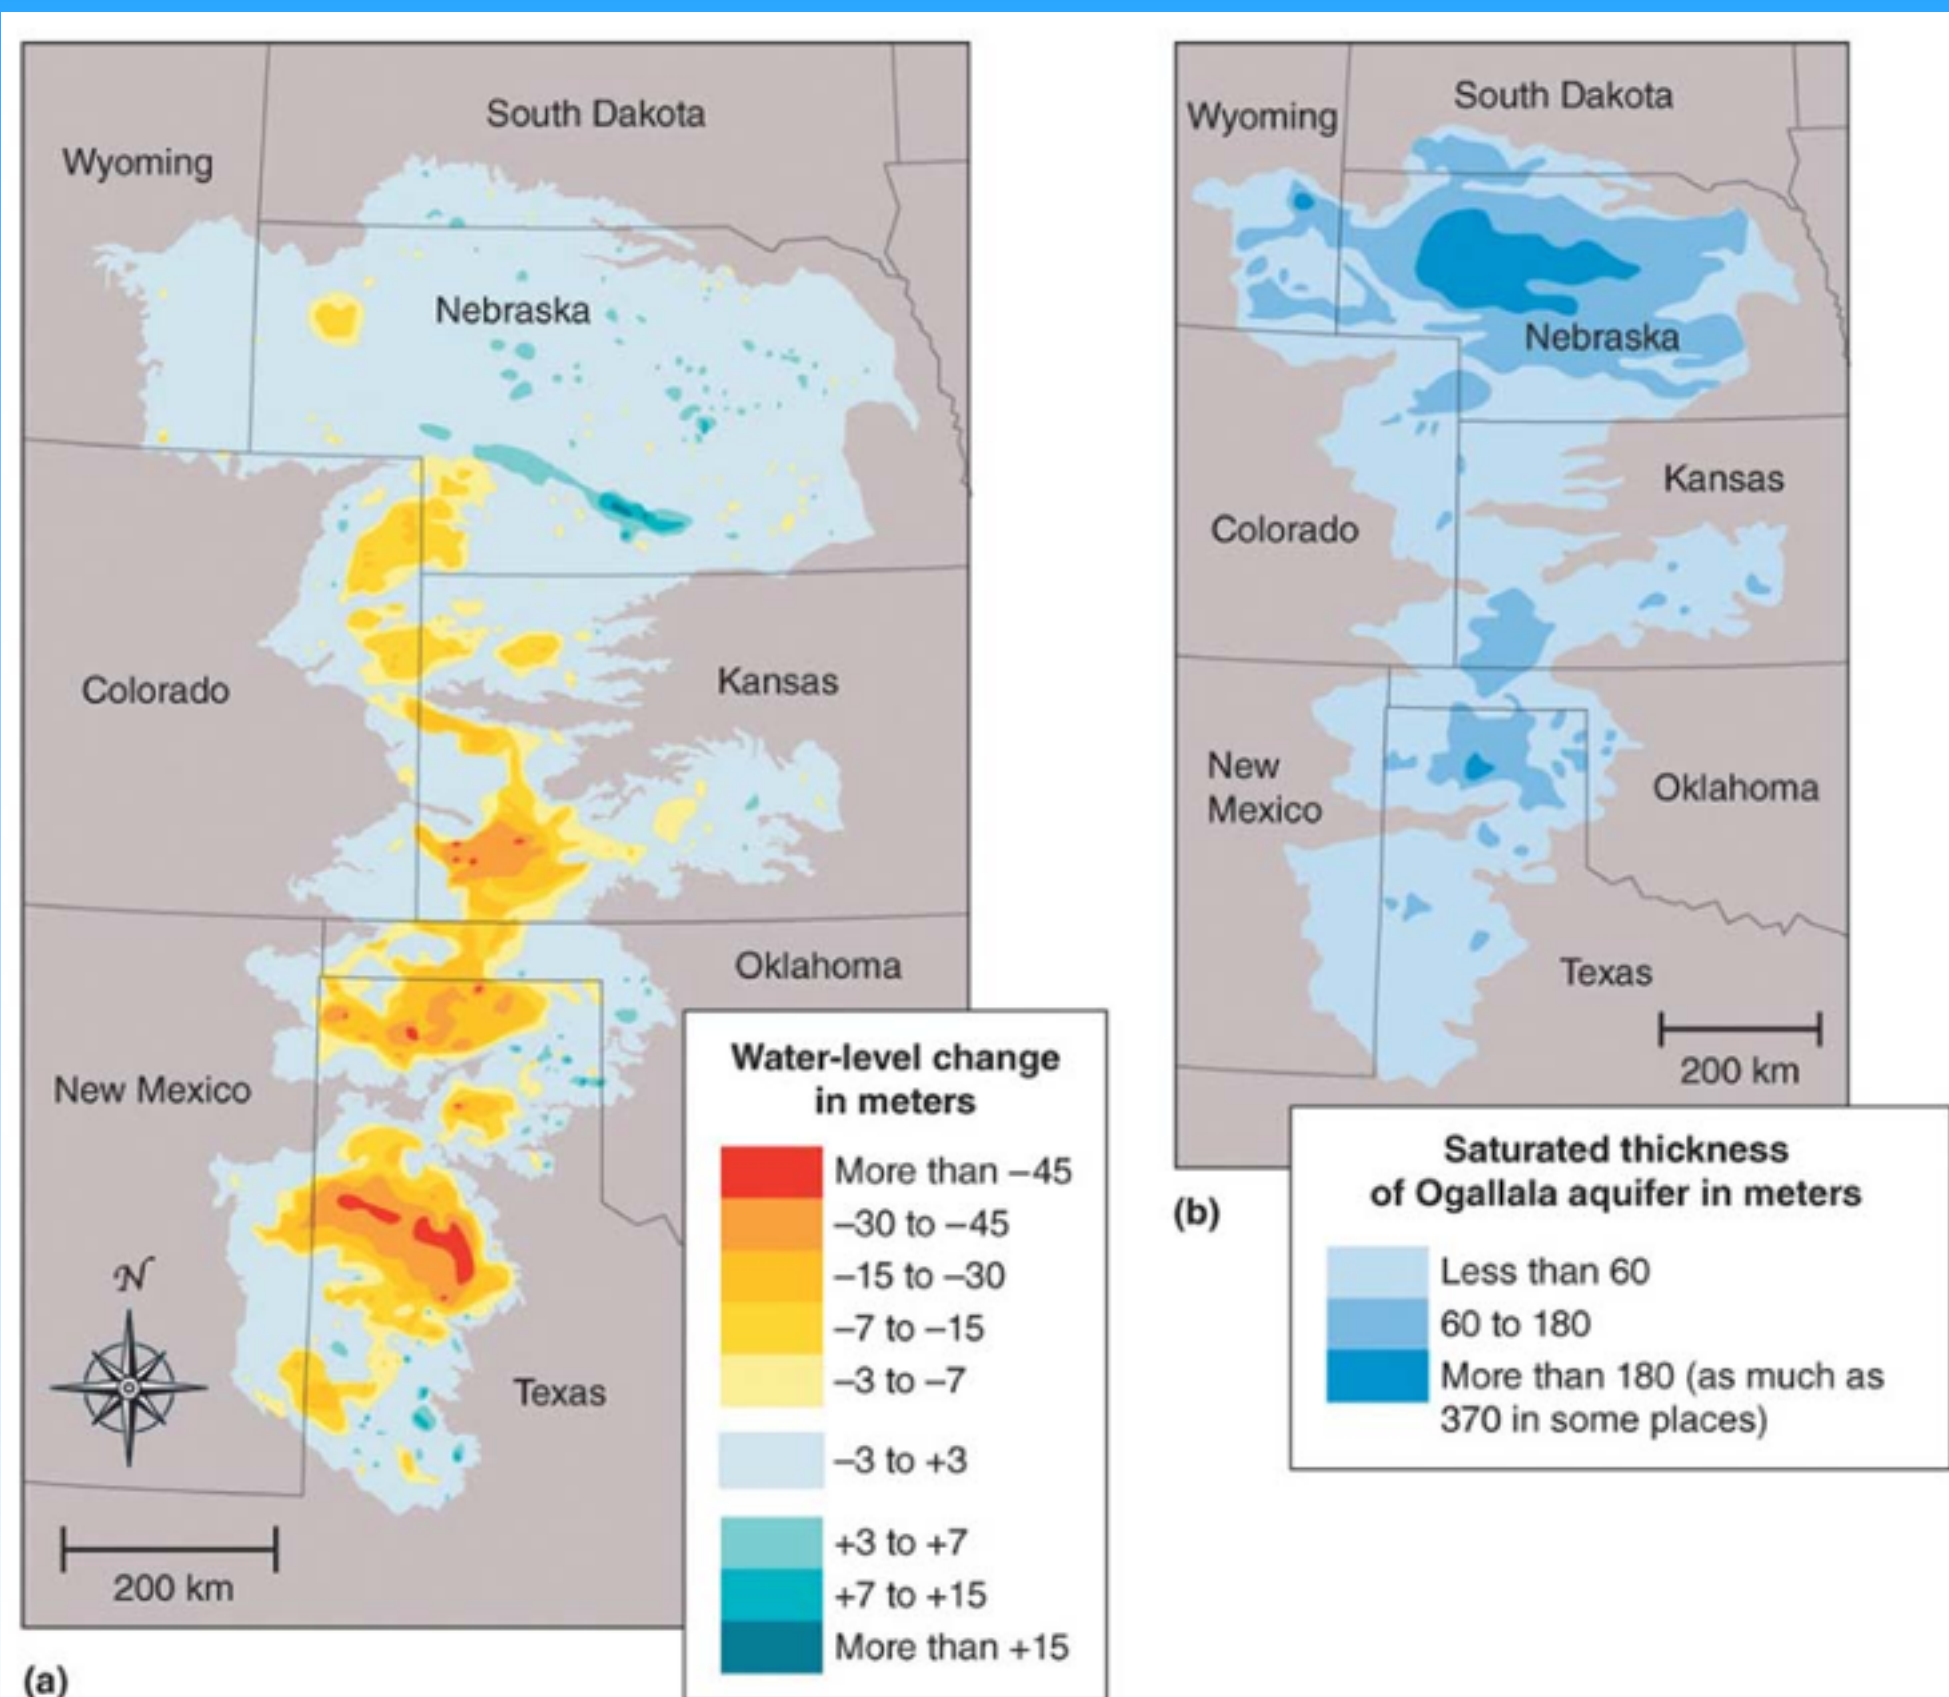 South Dakota
Wyoming
Nebraska
Colorado
Kansas
Oklahoma
New Mexico
Texas
N
200 km
Water-level change
in meters
More than –45
–30 to –45
–15 to –30
–7 to –15
–3 to –7
–3 to +3
+3 to +7
+7 to +15
More than +15
(a)
South Dakota
Wyoming
Nebraska
Kansas
Colorado
New
Mexico
Oklahoma
Texas
200 km
(b)
Saturated thickness
of Ogallala aquifer in meters
Less than 60
60 to 180
More than 180 (as much as
370 in some places)